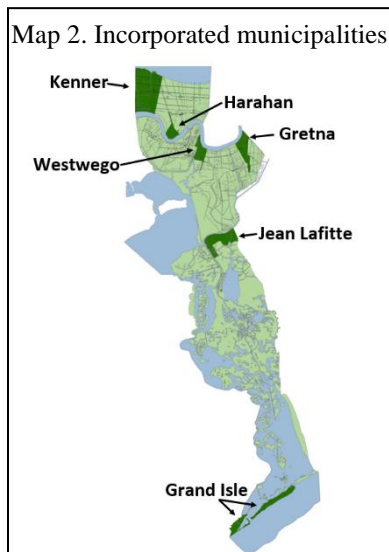 Map 2. Incorporated municipalities
Kenner
Harahan
Gretna
Westwego
Jean Lafitte
Grand Isle